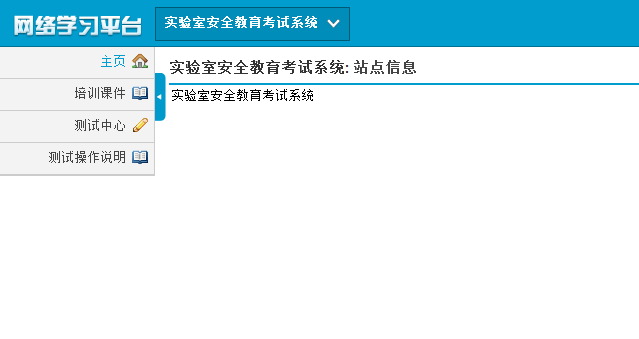 网络学习平台
实验室安全教育考试系统
主页
培训课件
测试中心
测试操作说明
实验室安全教育考试系统: 站点信息
实验室安全教育考试系统